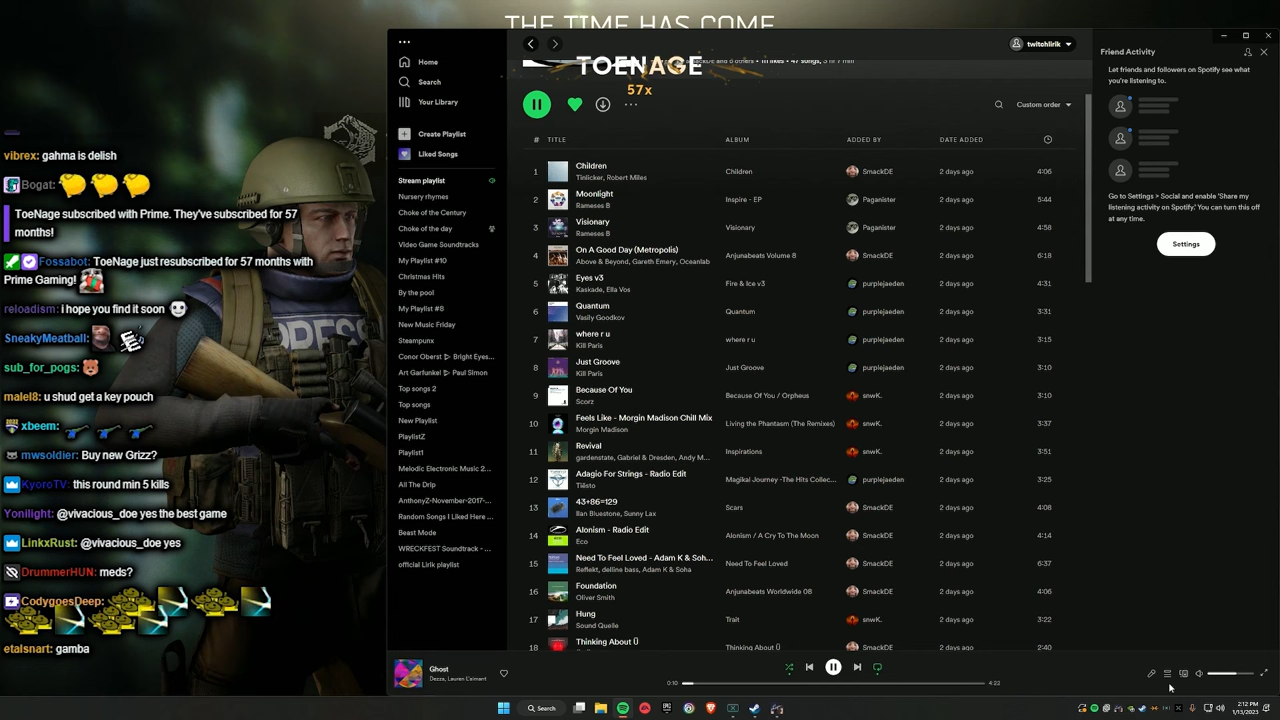 THE TIME HAS COME
TOENAGE
57x
vibrex: gahma is delish
Bacat:
ToeNage subscribed with Prime. They've subscribed for 57
months!
Fossabot: ToeNage just resubscribed for 57 months with
Prime Gaming!
reloadsm: i hope you find him soon
SneakyMeatball:
sub_for_pogs:
mati8: watch they push
xbeem:
mwsoldier: Buy new Grizz?
KyoroTV: this round min 5 kills
Yonilight: @vivacious_doe yes the best game
LinkxRust: @vivacious_doe yes
DrummerHUN: meds?
CodygoesDeep:
etalsnart: gamba
Home
Search
Your Library
Create Playlist
Liked Songs
Stream playlist
Nursery rhymes
Choke of the Century
Choke of the day
Video Game Soundtracks
My Playlist #10
Christmas Hits
By the pool
My Playlist #8
New Music Friday
Steampunx
Conor Oberst ▷ Bright Eyes...
Art Garfunkel ▷ Paul Simon
Top songs 2
Top songs
New Playlist
PlaylistZ
Playlist1
Melodic Electronic Music 2...
All The Drip
AnthonyZ-November-2017-...
Random Songs I Liked Here ...
Beast Mode
WRECKFEST Soundtrack - ...
official Lirik playlist
twitchlirik
Custom order
# TITLE ALBUM ADDED BY DATE ADDED
1 Children Children SmackDE 2 days ago 4:06
Tinlicker, Robert Miles
2 Moonlight Inspire - EP Paganister 2 days ago 5:44
Rameses B
3 Visionary Visionary Paganister 2 days ago 4:58
Rameses B
4 On A Good Day (Metropolis) Anjunabeats Volume 8 SmackDE 2 days ago 6:18
Above & Beyond, Gareth Emery, Oceanlab
5 Eyes v3 Fire & Ice v3 purplejaeden 2 days ago 4:31
Kaskade, Ella Vos
6 Quantum Quantum purplejaeden 2 days ago 3:31
Vasily Goodkov
7 where r u where r u purplejaeden 2 days ago 3:15
Kill Paris
8 Just Groove Just Groove purplejaeden 2 days ago 3:10
Kill Paris
9 Because Of You Because Of You / Orpheus snwK. 2 days ago 3:10
Scorz
10 Feels Like - Morgin Madison Chill Mix Living the Phantasm (The Remixes) snwK. 2 days ago 3:37
Morgin Madison
11 Revival Inspirations snwK. 2 days ago 3:51
gardenstate, Gabriel & Dresden, Andy M...
12 Adagio For Strings - Radio Edit Magikal Journey -The Hits Collec... purplejaeden 2 days ago 3:25
Tiësto
13 43+86=129 Scars SmackDE 2 days ago 4:08
Ilan Bluestone, Sunny Lax
14 Alonism - Radio Edit Alonism / A Cry To The Moon SmackDE 2 days ago 4:14
Eco
15 Need To Feel Loved - Adam K & Soh... Need To Feel Loved SmackDE 2 days ago 6:37
Reflekt, delline bass, Adam K & Soha
16 Foundation Anjunabeats Worldwide 08 SmackDE 2 days ago 4:06
Oliver Smith
17 Hung Trait snwK. 2 days ago 3:22
Sound Quelle
18 Thinking About Ü Thinking About Ü SmackDE 2 days ago 2:40
Friend Activity
Let friends and followers on Spotify see what
you're listening to.
Go to Settings > Social and enable 'Share my
listening activity on Spotify.' You can turn this off
at any time.
Settings
Ghost
0:10 4:22
Search
2:12 PM
1/13/2023